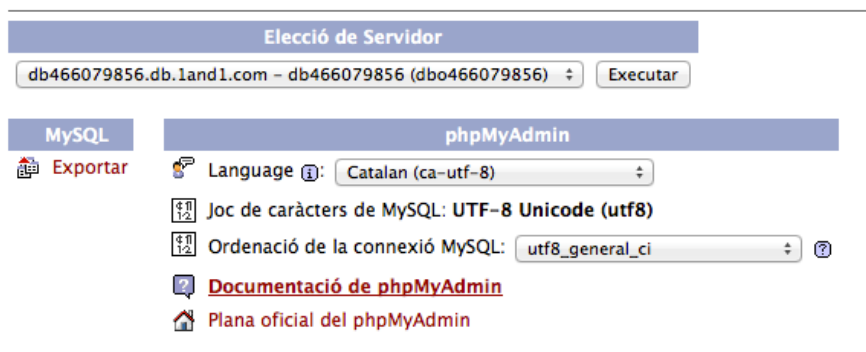 Elecció de Servidor
db466079856.db.1and1.com – db466079856 (dbo466079856) Executar
MySQL
Exportar
phpMyAdmin
Language: Catalan (ca-utf-8)
Joc de caràcters de MySQL: UTF-8 Unicode (utf8)
Ordenació de la connexió MySQL: utf8_general_ci
Documentació de phpMyAdmin
Plana oficial del phpMyAdmin